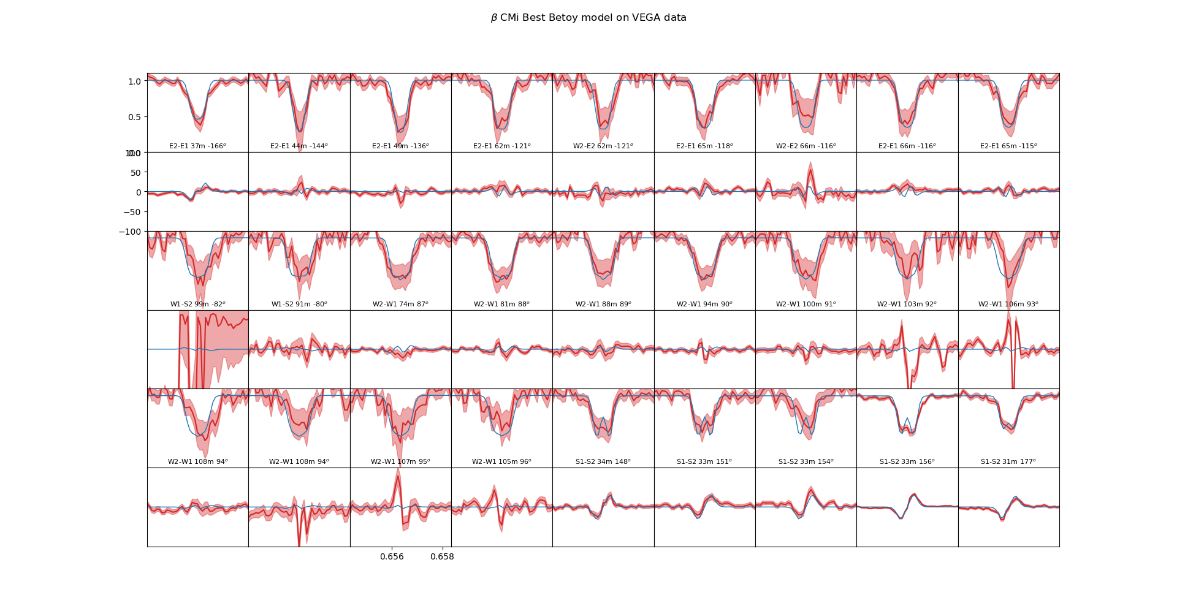 β CMi Best Betoy model on VEGA data
1.0
0.5
E2-E1 37m -166°
E2-E1 44m -144°
E2-E1 49m -136°
E2-E1 62m -121°
W2-E2 62m -121°
E2-E1 65m -118°
W2-E2 66m -116°
E2-E1 66m -116°
E2-E1 65m -115°
50
0
−50
−100
W1-S2 99m -82°
W1-S2 91m -80°
W2-W1 74m 87°
W2-W1 81m 88°
W2-W1 88m 89°
W2-W1 94m 90°
W2-W1 100m 91°
W2-W1 103m 92°
W2-W1 106m 93°
W2-W1 108m 94°
W2-W1 108m 94°
W2-W1 107m 95°
W2-W1 105m 96°
S1-S2 34m 148°
S1-S2 33m 151°
S1-S2 33m 154°
S1-S2 33m 156°
S1-S2 31m 177°
0.656
0.658